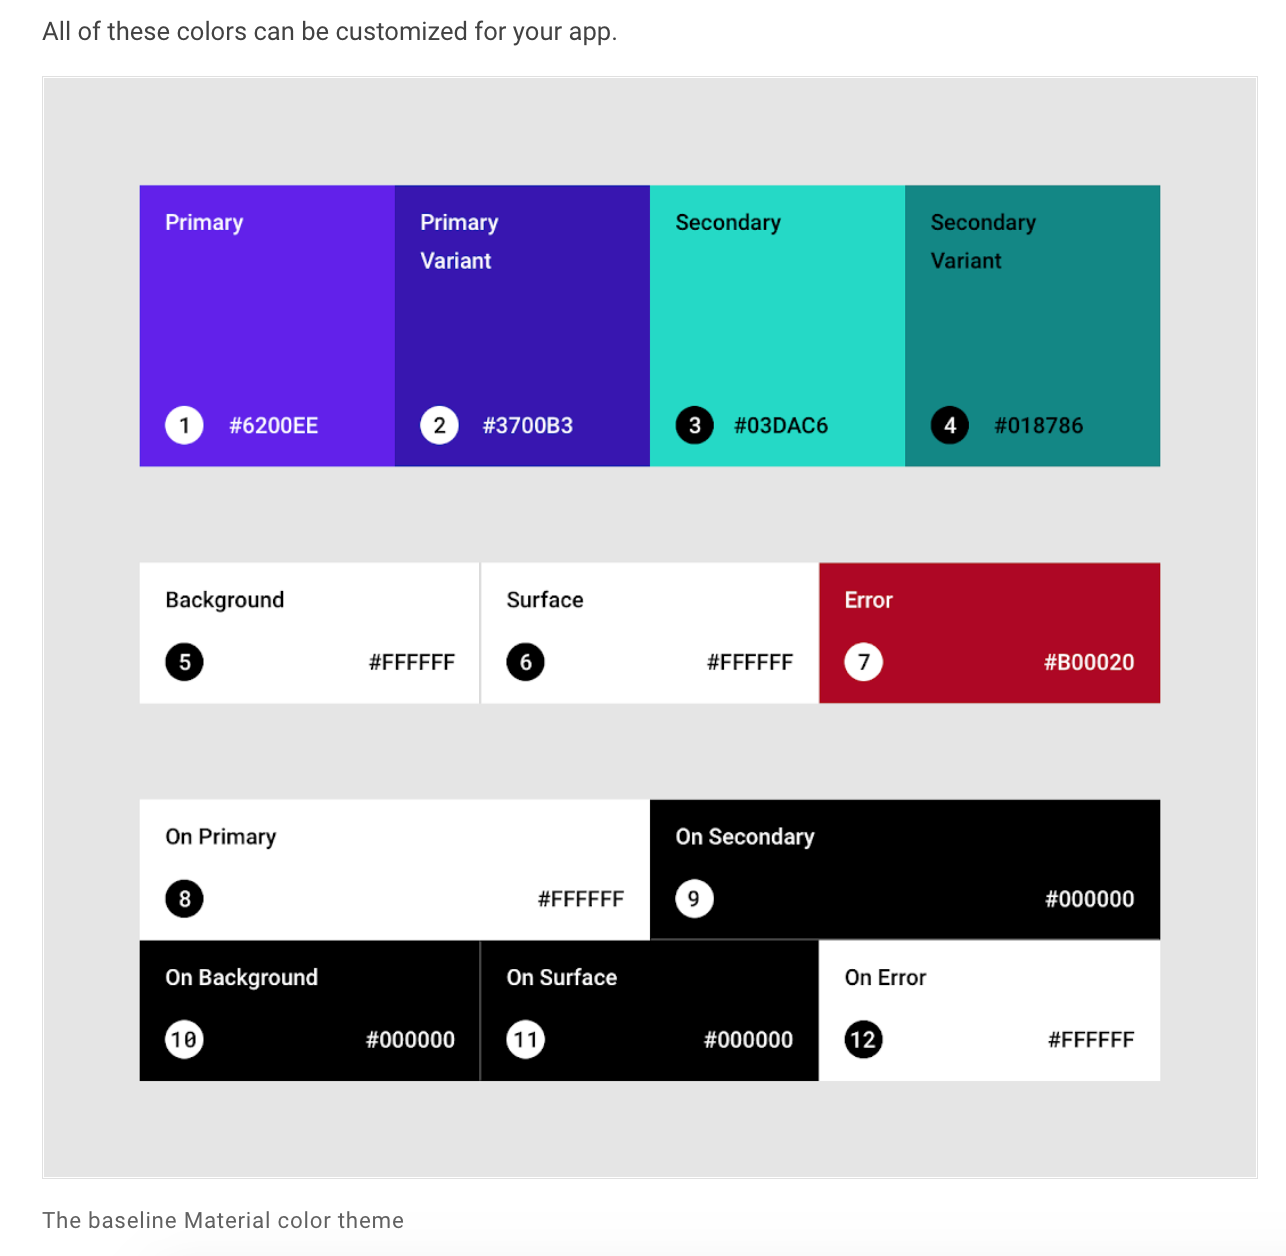 All of these colors can be customized for your app.
Primary
Primary
Variant
Secondary
Secondary
Variant
1 #6200EE
2 #3700B3
3 #03DAC6
4 #018786
Background
Surface
Error
5 #FFFFFF
6 #FFFFFF
7 #B00020
On Primary
On Secondary
8 #FFFFFF
9 #000000
On Background
On Surface
On Error
10 #000000
11 #000000
12 #FFFFFF
The baseline Material color theme